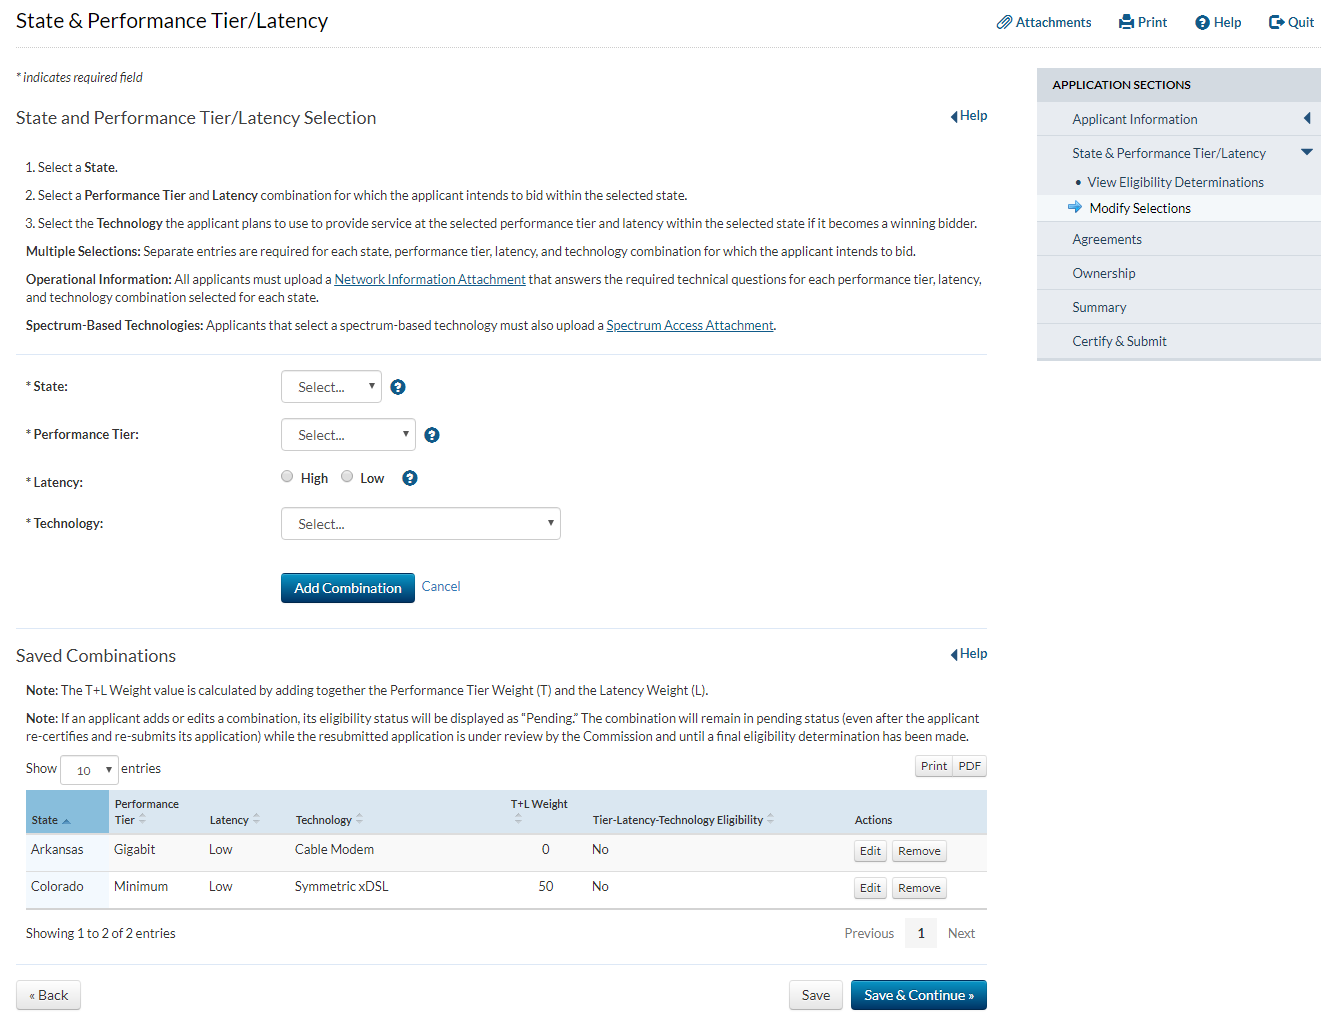 State & Performance Tier/Latency
Attachments Print Help Quit
* indicates required field
State and Performance Tier/Latency Selection
Help
1. Select a State.
2. Select a Performance Tier and Latency combination for which the applicant intends to bid within the selected state.
3. Select the Technology the applicant plans to use to provide service at the selected performance tier and latency within the selected state if it becomes a winning bidder.
Multiple Selections: Separate entries are required for each state, performance tier, latency, and technology combination for which the applicant intends to bid.
Operational Information: All applicants must upload a Network Information Attachment that answers the required technical questions for each performance tier, latency,
and technology combination selected for each state.
Spectrum-Based Technologies: Applicants that select a spectrum-based technology must also upload a Spectrum Access Attachment.
* State: Select... ?
* Performance Tier: Select... ?
* Latency: High Low ?
* Technology: Select...
Add Combination Cancel
Saved Combinations
Help
Note: The T+L Weight value is calculated by adding together the Performance Tier Weight (T) and the Latency Weight (L).
Note: If an applicant adds or edits a combination, its eligibility status will be displayed as "Pending." The combination will remain in pending status (even after the applicant
re-certifies and re-submits its application) while the resubmitted application is under review by the Commission and until a final eligibility determination has been made.
Show 10 entries
Print PDF
State Performance Tier Latency Technology T+L Weight Tier-Latency-Technology Eligibility Actions
Arkansas Gigabit Low Cable Modem 0 No Edit Remove
Colorado Minimum Low Symmetric xDSL 50 No Edit Remove
Showing 1 to 2 of 2 entries
Previous 1 Next
« Back
Save
Save & Continue »
APPLICATION SECTIONS
Applicant Information
State & Performance Tier/Latency
• View Eligibility Determinations
Modify Selections
Agreements
Ownership
Summary
Certify & Submit